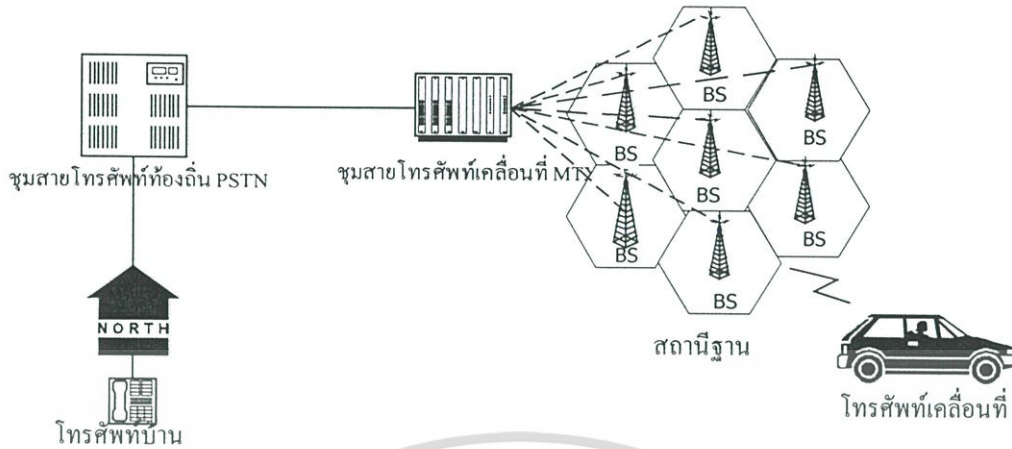 BS
BS
BS
BS
BS
BS
BS
ชุมสายโทรศัพท์ท้องถิ่น PSTN
ชุมสายโทรศัพท์เคลื่อนที่ MTX
NORTH
สถานีฐาน
โทรศัพท์เคลื่อนที่
โทรศัพท์บ้าน